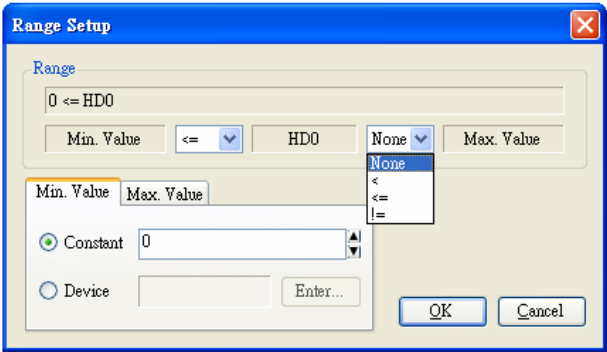 Range Setup
Range
0 <= HD0
Min. Value <= HD0 None Max. Value
None
<
<=
!=
Min. Value Max. Value
Constant 0
Device Enter...
OK Cancel